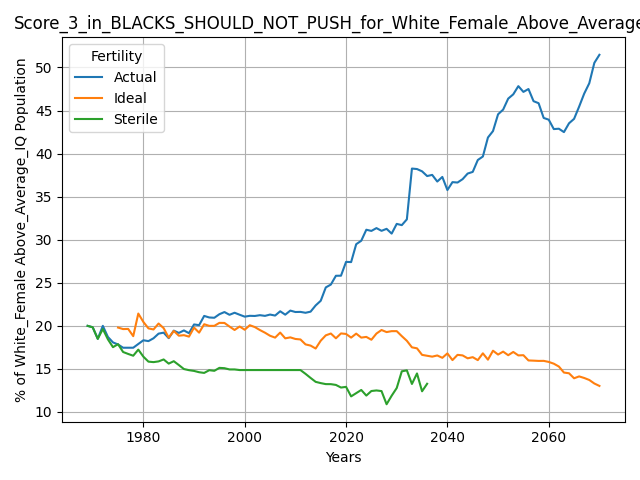 Score_3_in_BLACKS_SHOULD_NOT_PUSH_for_White_Female_Above_Average
Fertility
Actual
Ideal
Sterile
% of White_Female Above_Average_IQ Population
50
45
40
35
30
25
20
15
10
1980 2000 2020 2040 2060
Years